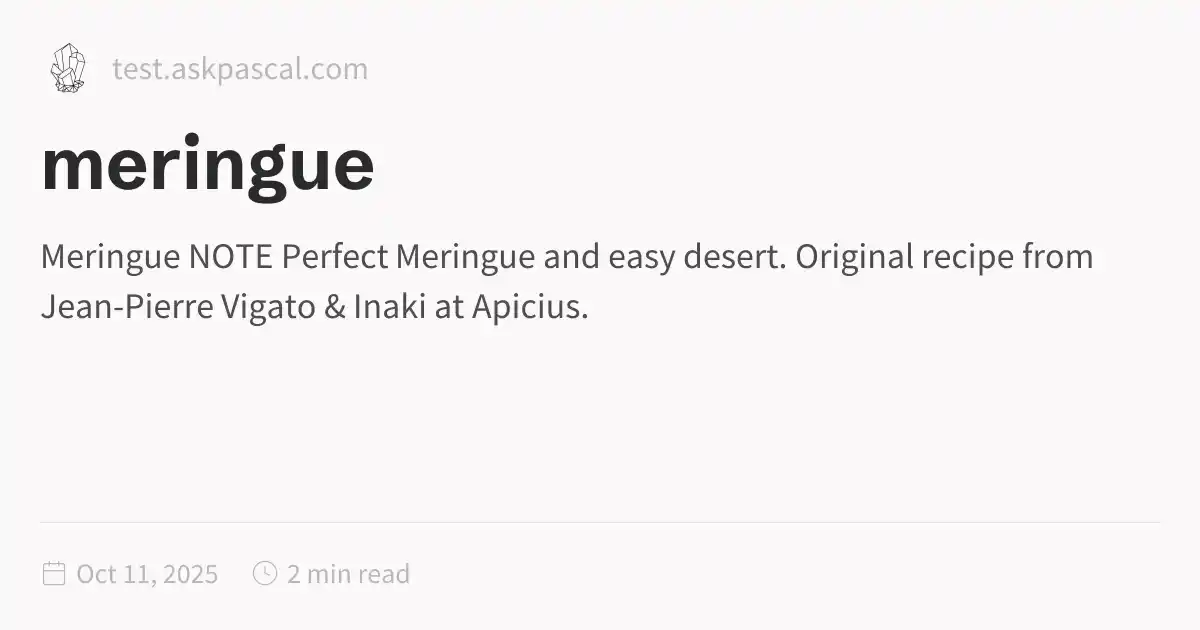 test.askpascal.com
meringue
Meringue NOTE Perfect Meringue and easy desert. Original recipe from
Jean-Pierre Vigato & Inaki at Apicius.
Oct 11, 2025
2 min read